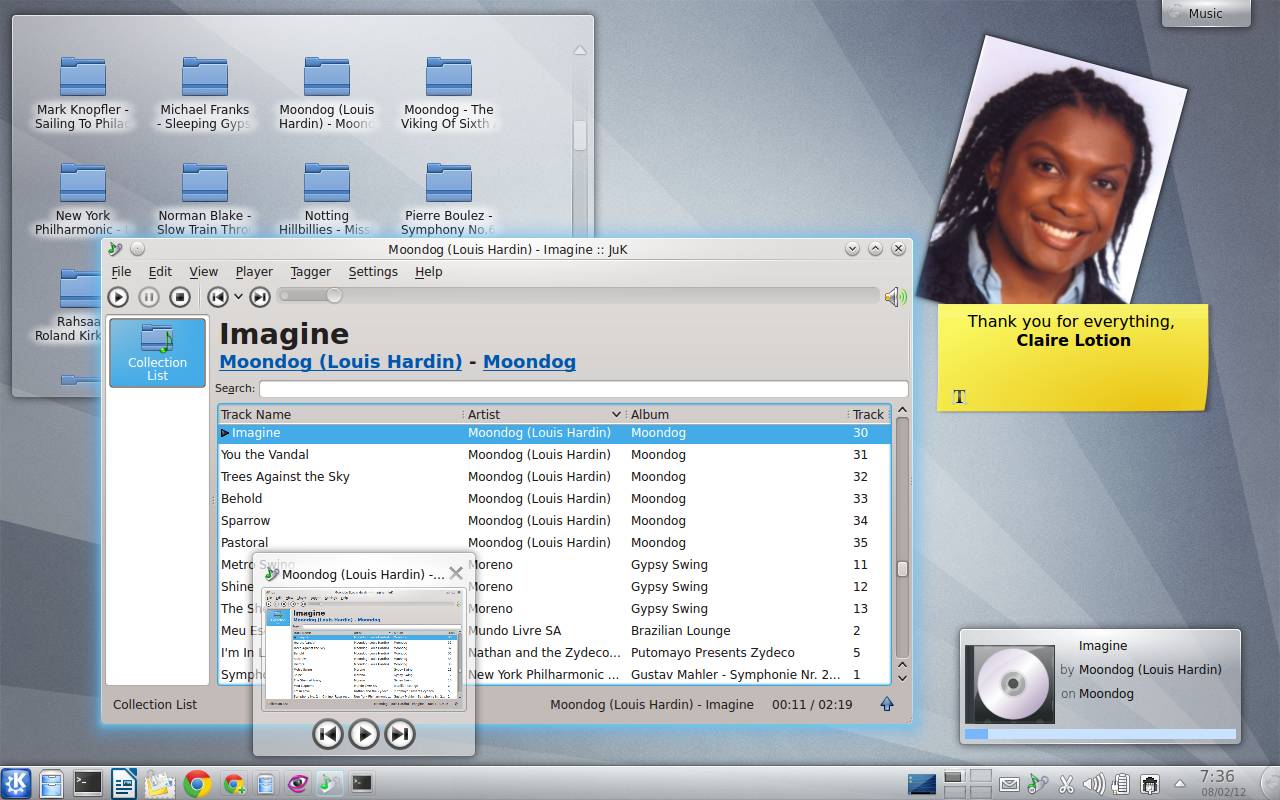 Music
Mark Knopfler -
Sailing To Philad
Michael Franks
- Sleeping Gyps
Moondog (Louis
Hardin) - Moond
Moondog - The
Viking Of Sixth
New York
Philharmonic -
Norman Blake -
Slow Train Thro
Notting
Hillbillies - Miss
Pierre Boulez -
Symphony No.6
Rahsaa
Roland Kirk
Moondog (Louis Hardin) - Imagine :: JuK
File Edit View Player Tagger Settings Help
Collection
List
Imagine
Moondog (Louis Hardin) - Moondog
Search:
Track Name Artist Album Track
Imagine Moondog (Louis Hardin) Moondog 30
You the Vandal Moondog (Louis Hardin) Moondog 31
Trees Against the Sky Moondog (Louis Hardin) Moondog 32
Behold Moondog (Louis Hardin) Moondog 33
Sparrow Moondog (Louis Hardin) Moondog 34
Pastoral Moondog (Louis Hardin) Moondog 35
Metro Swing Moreno Gypsy Swing 11
Shine Moreno Gypsy Swing 12
The Sh Moreno Gypsy Swing 13
Meu Es Mundo Livre SA Brazilian Lounge 2
I'm In L Nathan and the Zydeco... Putomayo Presents Zydeco 5
Sympho New York Philharmonic ... Gustav Mahler - Symphonie Nr. 2... 1
Collection List Moondog (Louis Hardin) - Imagine 00:11 / 02:19
Moondog (Louis Hardin) -...
Imagine
Moondog (Louis Hardin) - Moondog
Thank you for everything,
Claire Lotion
T
Imagine
by Moondog (Louis Hardin)
on Moondog
7:36
08/02/12